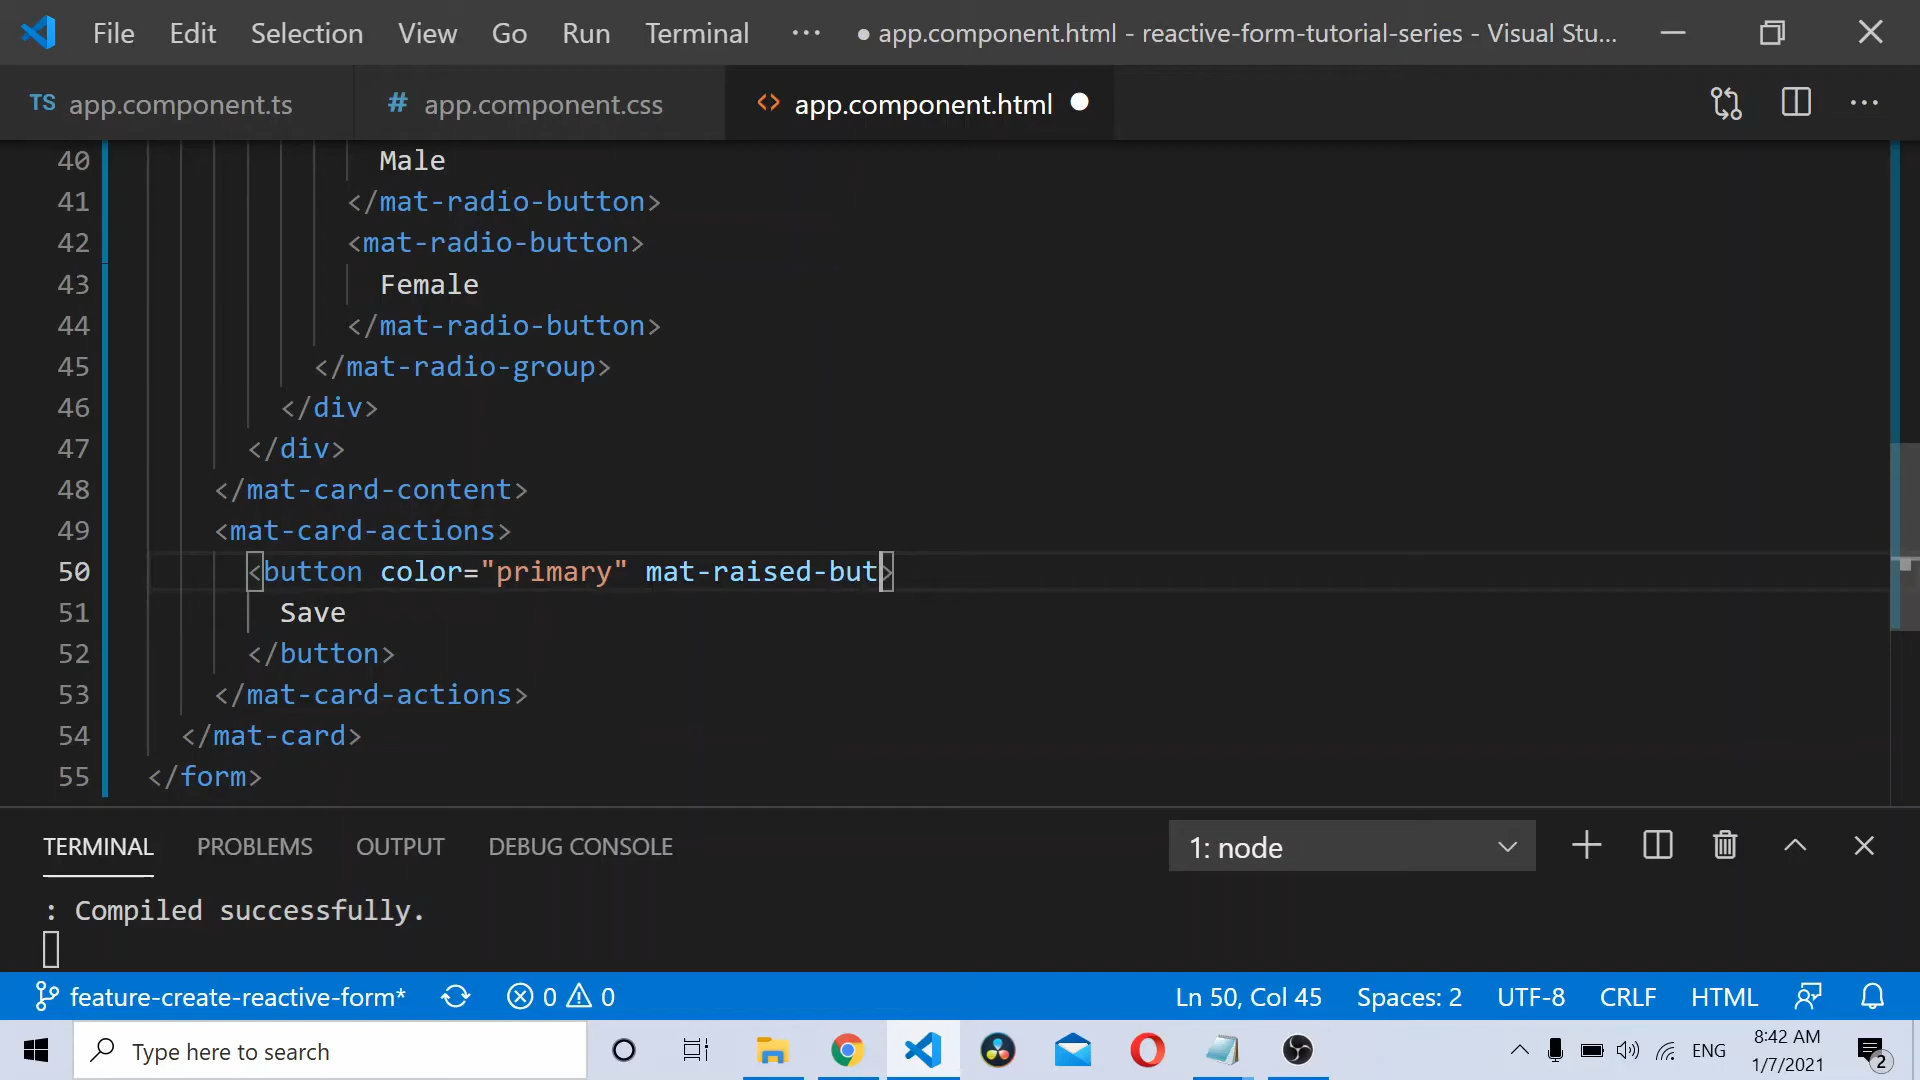 File Edit Selection View Go Run Terminal ··· ● app.component.html - reactive-form-tutorial-series - Visual Stu...
TS app.component.ts # app.component.css <> app.component.html ●
40 Male
41 </mat-radio-button>
42 <mat-radio-button>
43 Female
44 </mat-radio-button>
45 </mat-radio-group>
46 </div>
47 </div>
48 </mat-card-content>
49 <mat-card-actions>
50 <button color="primary" mat-raised-but>
51 Save
52 </button>
53 </mat-card-actions>
54 </mat-card>
55 </form>
TERMINAL PROBLEMS OUTPUT DEBUG CONSOLE 1: node
: Compiled successfully.
feature-create-reactive-form* 0 0 Ln 50, Col 45 Spaces: 2 UTF-8 CRLF HTML
Type here to search ENG 8:42 AM
1/7/2021 2